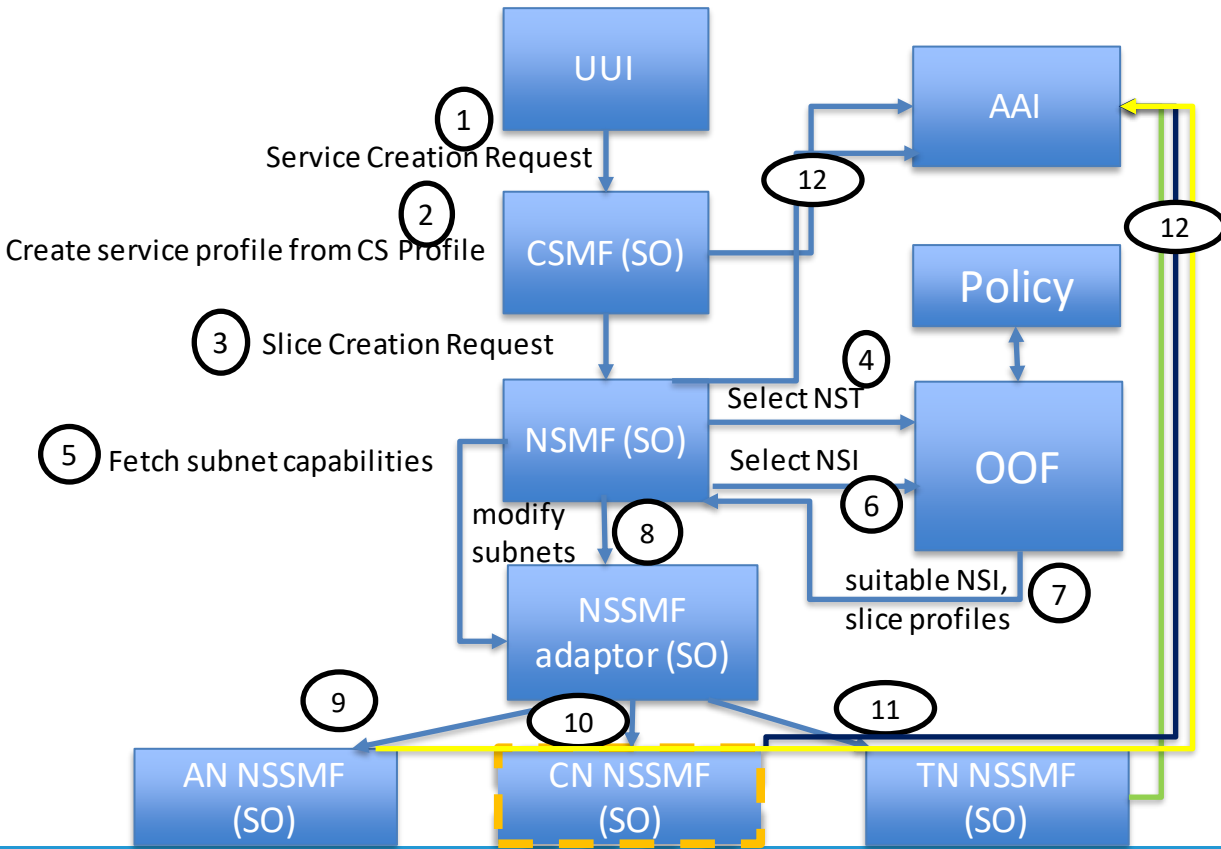 UUI
AAI
1
Service Creation Request
12
2
Create service profile from CS Profile
CSMF (SO)
12
Policy
3
Slice Creation Request
4
Select NST
NSMF (SO)
5
Fetch subnet capabilities
Select NSI
OOF
6
modify
subnets
8
suitable NSI,
slice profiles
7
NSSMF
adaptor (SO)
9
10
11
AN NSSMF
(SO)
CN NSSMF
(SO)
TN NSSMF
(SO)